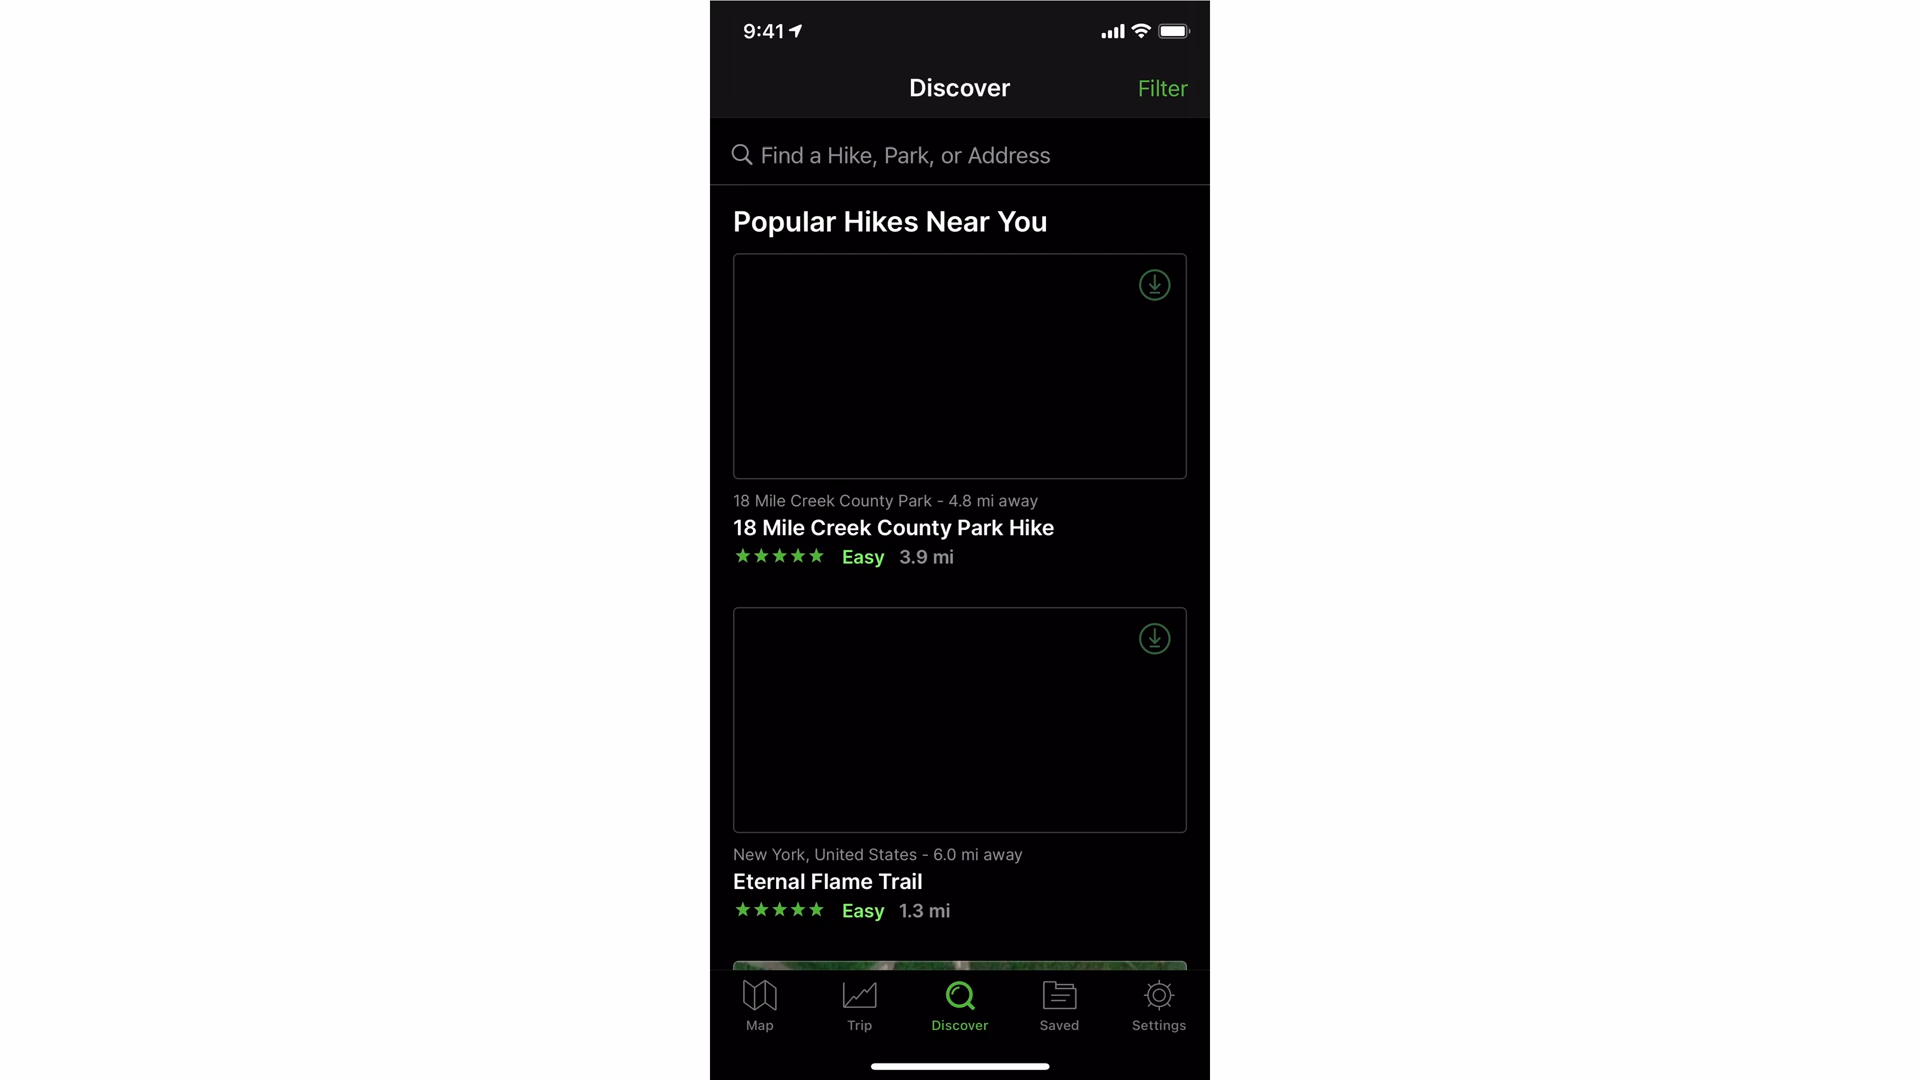 9:41
Discover
Filter
Find a Hike, Park, or Address
Popular Hikes Near You
18 Mile Creek County Park - 4.8 mi away
18 Mile Creek County Park Hike
Easy 3.9 mi
New York, United States - 6.0 mi away
Eternal Flame Trail
Easy 1.3 mi
Map
Trip
Discover
Saved
Settings